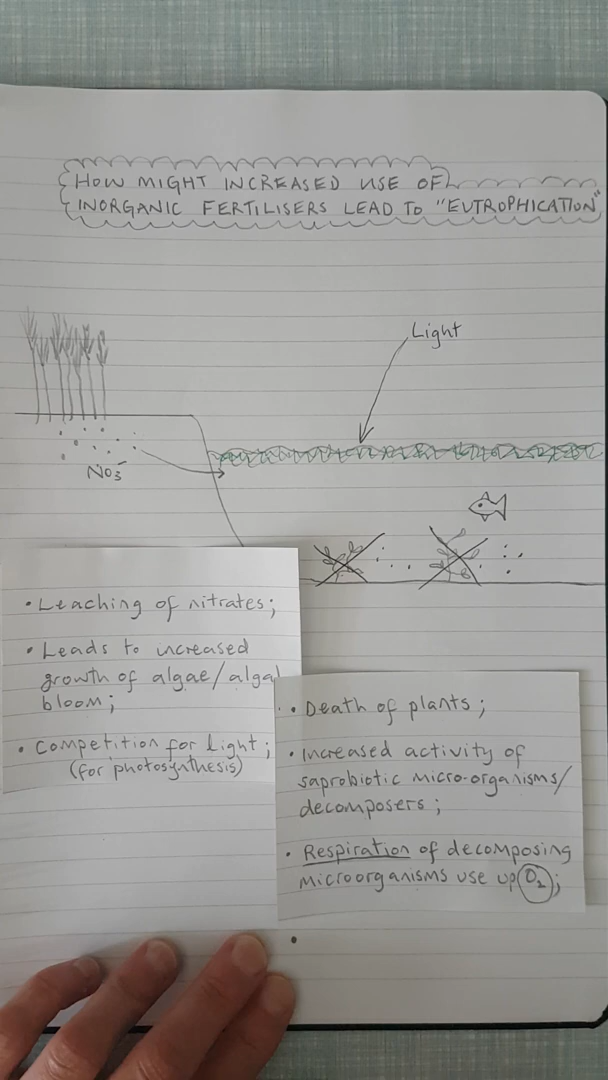 HOW MIGHT INCREASED USE OF
INORGANIC FERTILISERS LEAD TO "EUTROPHICATION"
Light
NO3-
• Leaching of nitrates;
• Leads to increased
growth of algae/algal
bloom;
• Competition for light;
(for photosynthesis)
• Death of plants;
• Increased activity of
saprobiotic micro-organisms/
decomposers;
• Respiration of decomposing
microorganisms use up O2;